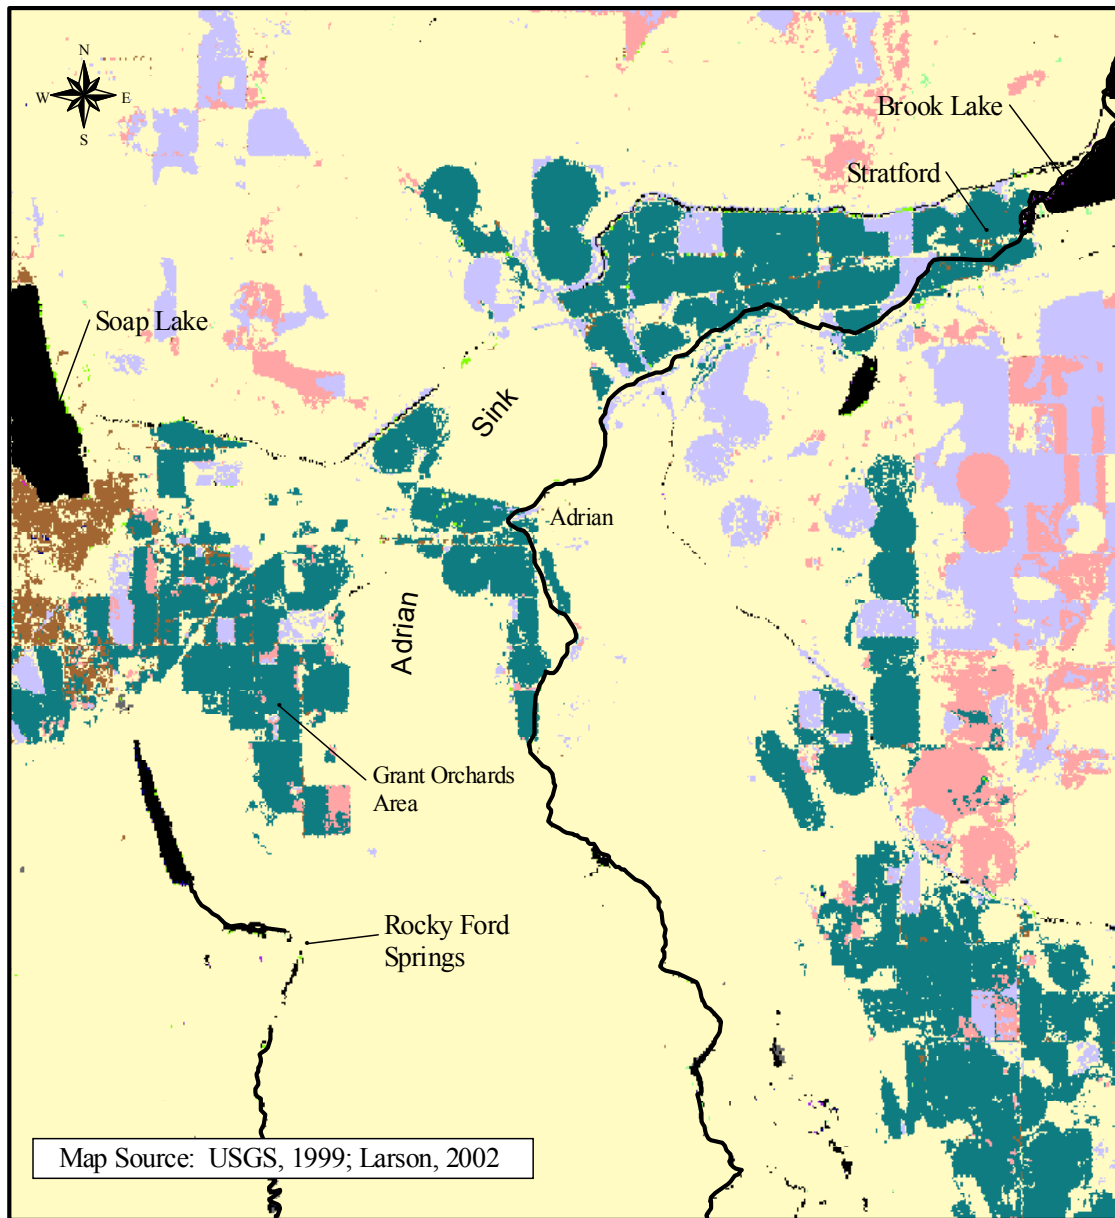 N
W E
S
Brook Lake
Stratford
Soap Lake
Sink
Adrian
Adrian
Grant Orchards
Area
Rocky Ford
Springs
Map Source: USGS, 1999; Larson, 2002